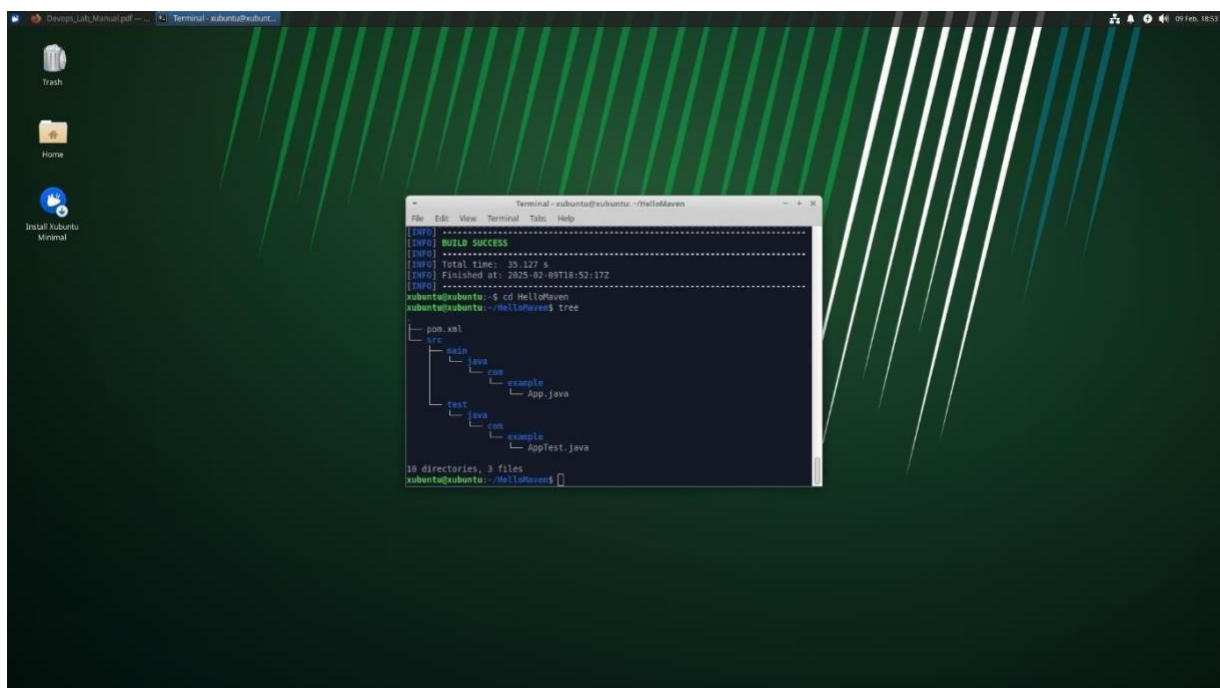 Devops_Lab_Manual.pdf — ...
Terminal - xubuntu@xubunt...
09 Feb, 18:53
Trash
Home
Install Xubuntu
Minimal
Terminal - xubuntu@xubuntu: ~/HelloMaven
File Edit View Terminal Tabs Help
[INFO] ------------------------------------------------------------------------
[INFO] BUILD SUCCESS
[INFO] ------------------------------------------------------------------------
[INFO] Total time:  35.127 s
[INFO] Finished at: 2025-02-09T18:52:17Z
[INFO] ------------------------------------------------------------------------
xubuntu@xubuntu:~$ cd HelloMaven
xubuntu@xubuntu:~/HelloMaven$ tree
.
├── pom.xml
└── src
    ├── main
    │   └── java
    │       └── com
    │           └── example
    │               └── App.java
    └── test
        └── java
            └── com
                └── example
                    └── AppTest.java
10 directories, 3 files
xubuntu@xubuntu:~/HelloMaven$